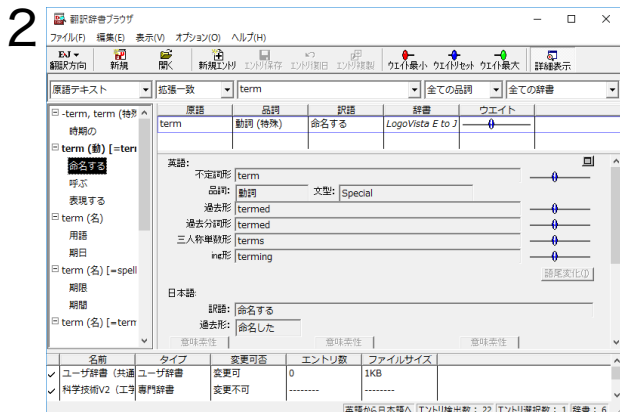 2
翻訳辞書ブラウザ
ファイル(F) 編集(E) 表示(V) オプション(O) ヘルプ(H)
EJ 翻訳方向 新規 開く 新規エントリ エントリ保存 エントリ復旧 エントリ複製 ウエイト最小 ウエイトリセット ウエイト最大 詳細表示
原語テキスト 拡張一致 term 全ての品詞 全ての辞書
-term, term (特殊
時期の
term (動) [=teri
命名する
呼ぶ
表現する
term (名)
用語
期日
term (名) [=spell
期限
期間
term (名) [=tern
原語 品詞 訳語 辞書 ウエイト
term 動詞 (特殊) 命名する LogoVista E to J
英語:
不定詞形 term
品詞: 動詞 文型: Special
過去形 termed
過去分詞形 termed
三人称単数形 terms
ing形 terming
語尾変化(I)
日本語:
訳語: 命名する
過去形: 命名した
意味素性 意味素性 意味素性
名前 タイプ 変更可否 エントリ数 ファイルサイズ
ユーザ辞書（共通 ユーザ辞書 変更可 0 1KB
科学技術V2（工学 専門辞書 変更不可 -------- --------
英語から日本語へ エントリ検出数: 22 エントリ選択数: 1 辞書: 6